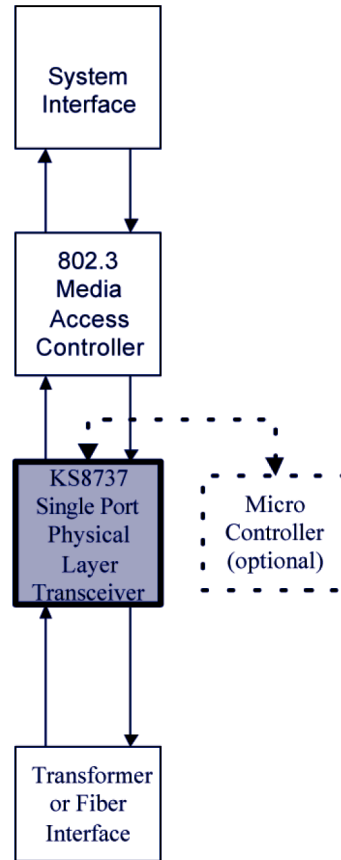 System
Interface
802.3
Media
Access
Controller
KS8737
Single Port
Physical
Layer
Transceiver
Micro
Controller
(optional)
Transformer
or Fiber
Interface